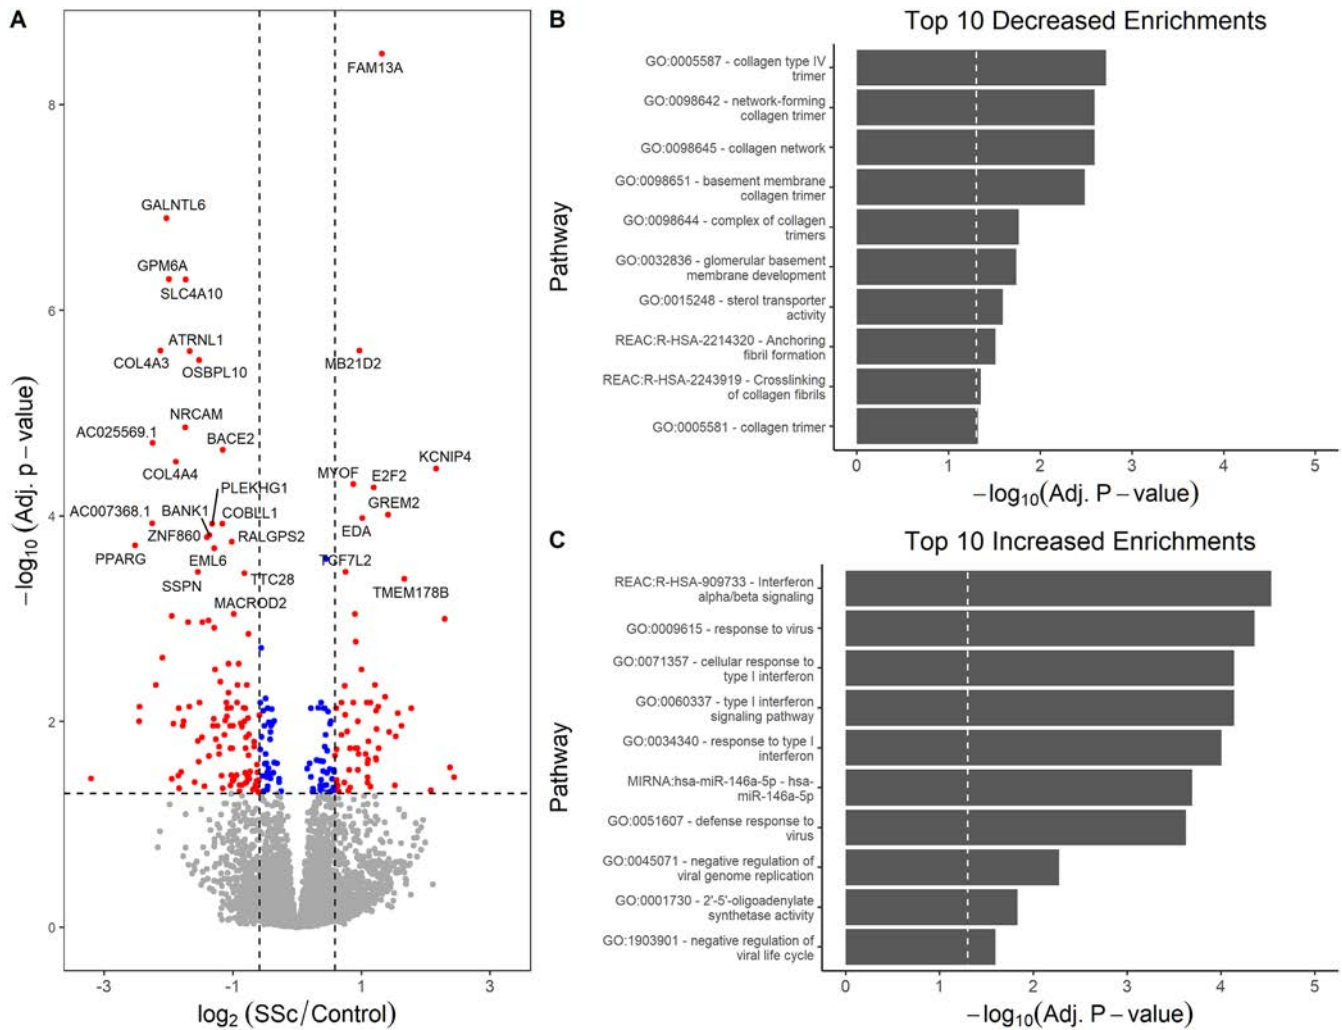 A
FAM13A
GALNTL6
GPM6A
SLC4A10
ATRNL1
COL4A3
OSBPL10
MB21D2
NRCAM
AC025569.1
BACE2
COL4A4
KCNIP4
MYOF
E2F2
PLEKHG1
GREM2
AC007368.1
BANK1
COBLL1
EDA
ZNF860
RALGPS2
PPARG
EML6
TCF7L2
SSPN
TTC28
TMEM178B
MACROD2
8
6
4
2
0
−log10 (Adj. p − value)
-3
-1
1
3
log2 (SSc/Control)
B
Top 10 Decreased Enrichments
Pathway
GO:0005587 - collagen type IV
trimer
GO:0098642 - network-forming
collagen trimer
GO:0098645 - collagen network
GO:0098651 - basement membrane
collagen trimer
GO:0098644 - complex of collagen
trimers
GO:0032836 - glomerular basement
membrane development
GO:0015248 - sterol transporter
activity
REAC:R-HSA-2214320 - Anchoring
fibril formation
REAC:R-HSA-2243919 - Crosslinking
of collagen fibrils
GO:0005581 - collagen trimer
0
1
2
3
4
5
−log10(Adj. P − value)
C
Top 10 Increased Enrichments
Pathway
REAC:R-HSA-909733 - Interferon
alpha/beta signaling
GO:0009615 - response to virus
GO:0071357 - cellular response to
type I interferon
GO:0060337 - type I interferon
signaling pathway
GO:0034340 - response to type I
interferon
MIRNA:hsa-miR-146a-5p - hsa-
miR-146a-5p
GO:0051607 - defense response to
virus
GO:0045071 - negative regulation of
viral genome replication
GO:0001730 - 2'-5'-oligoadenylate
synthetase activity
GO:1903901 - negative regulation of
viral life cycle
0
1
2
3
4
5
−log10(Adj. P − value)